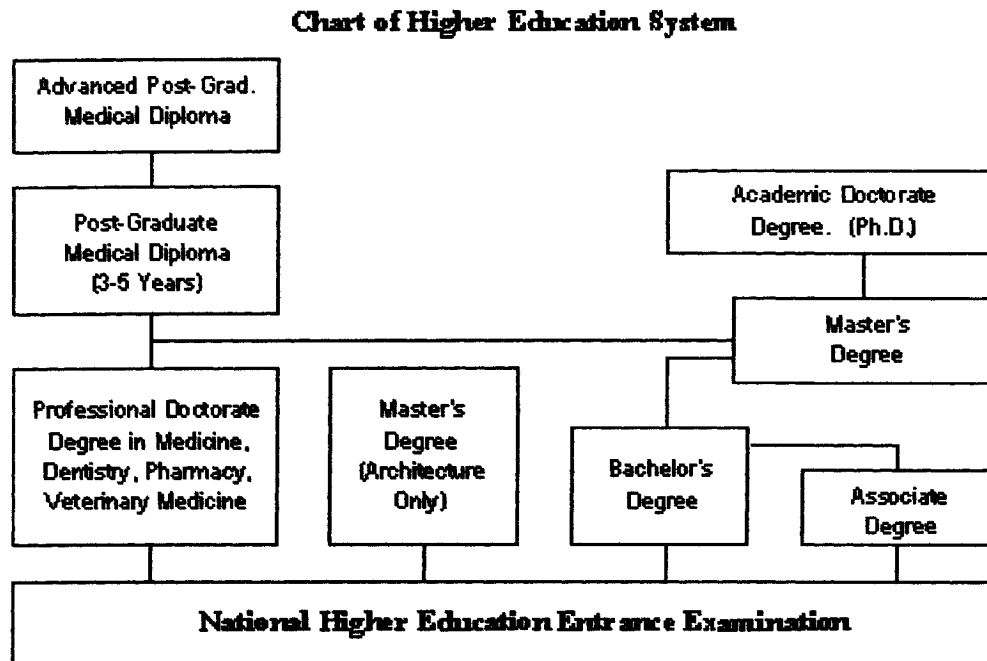 Chart of Higher Education System
Advanced Post-Grad.
Medical Diploma
Post-Graduate
Medical Diploma
(3-5 Years)
Academic Doctorate
Degree. (Ph.D.)
Master's
Degree
Professional Doctorate
Degree in Medicine,
Dentistry, Pharmacy,
Veterinary Medicine
Master's
Degree
(Architecture
Only)
Bachelor's
Degree
Associate
Degree
National Higher Education Entrance Examination